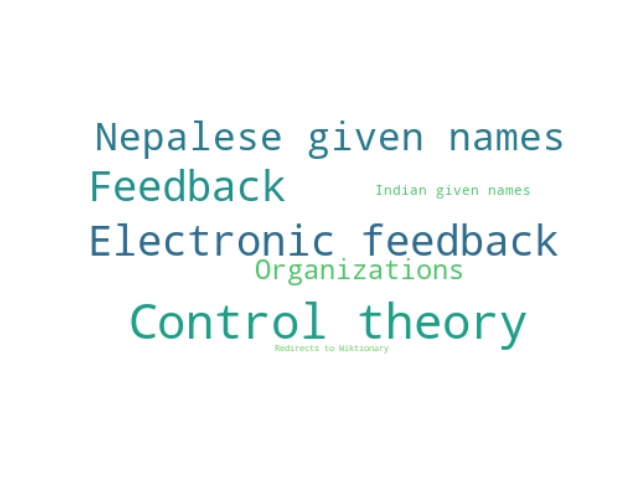 Nepalese given names
Feedback
Indian given names
Electronic feedback
Organizations
Control theory
Redirects to Wiktionary